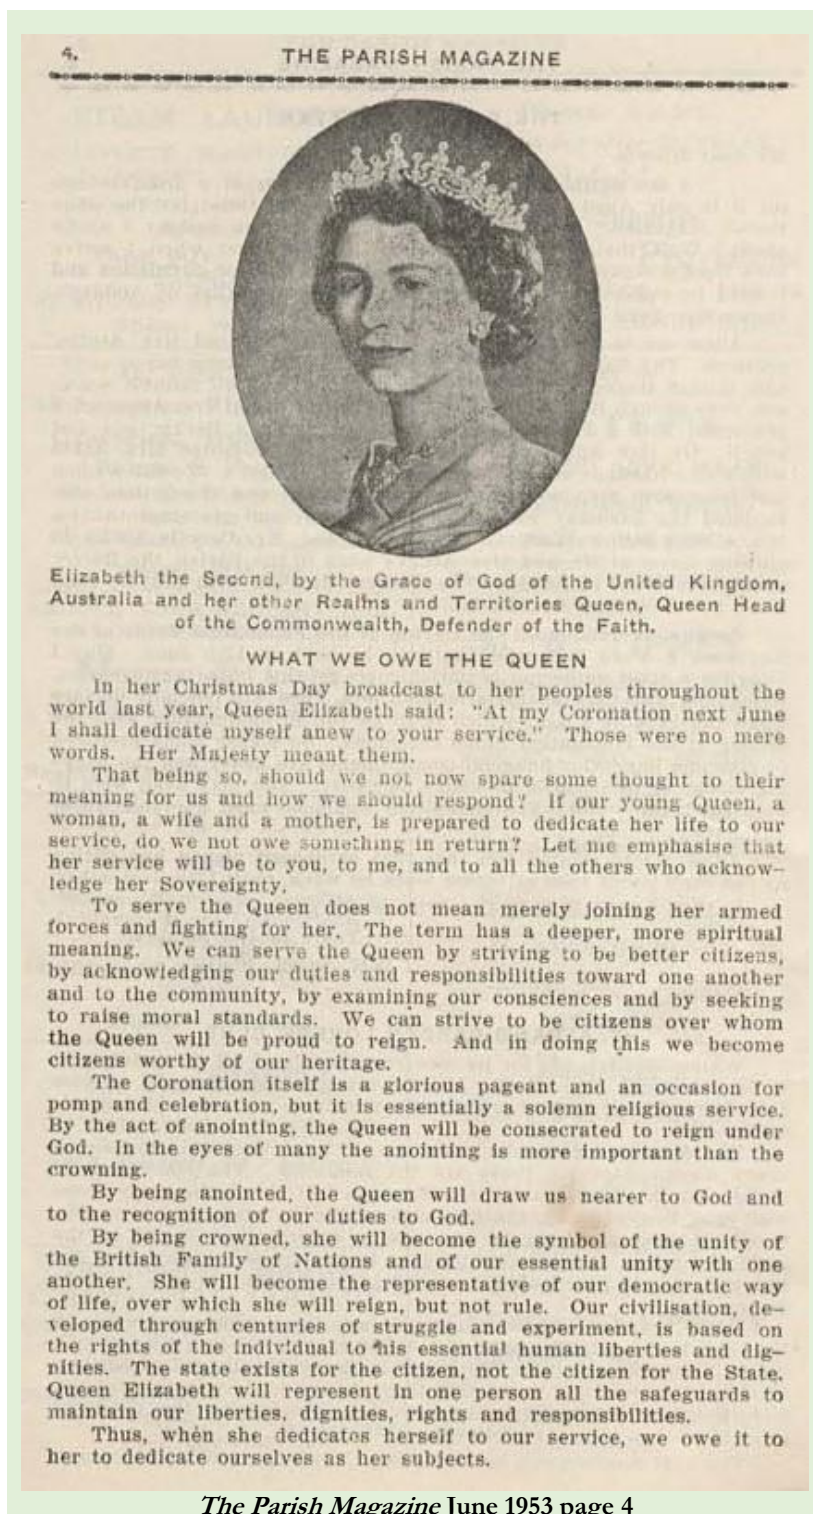 4.
THE PARISH MAGAZINE
Elizabeth the Second, by the Grace of God of the United Kingdom,
Australia and her other Realms and Territories Queen, Queen Head
of the Commonwealth, Defender of the Faith.
WHAT WE OWE THE QUEEN
In her Christmas Day broadcast to her peoples throughout the
world last year, Queen Elizabeth said: "At my Coronation next June
I shall dedicate myself anew to your service." Those were no mere
words. Her Majesty meant them.
That being so, should we not now spare some thought to their
meaning for us and how we should respond? If our young Queen, a
woman, a wife and a mother, is prepared to dedicate her life to our
service, do we not owe something in return? Let me emphasise that
her service will be to you, to me, and to all the others who acknow-
ledge her Sovereignty.
To serve the Queen does not mean merely joining her armed
forces and fighting for her. The term has a deeper, more spiritual
meaning. We can serve the Queen by striving to be better citizens,
by acknowledging our duties and responsibilities toward one another
and to the community, by examining our consciences and by seeking
to raise moral standards. We can strive to be citizens over whom
the Queen will be proud to reign. And in doing this we become
citizens worthy of our heritage.
The Coronation itself is a glorious pageant and an occasion for
pomp and celebration, but it is essentially a solemn religious service.
By the act of anointing, the Queen will be consecrated to reign under
God. In the eyes of many the anointing is more important than the
crowning.
By being anointed, the Queen will draw us nearer to God and
to the recognition of our duties to God.
By being crowned, she will become the symbol of the unity of
the British Family of Nations and of our essential unity with one
another. She will become the representative of our democratic way
of life, over which she will reign, but not rule. Our civilisation, de-
veloped through centuries of struggle and experiment, is based on
the rights of the individual to his essential human liberties and dig-
nities. The state exists for the citizen, not the citizen for the State.
Queen Elizabeth will represent in one person all the safeguards to
maintain our liberties, dignities, rights and responsibilities.
Thus, when she dedicates herself to our service, we owe it to
her to dedicate ourselves as her subjects.
The Parish Magazine June 1953 page 4